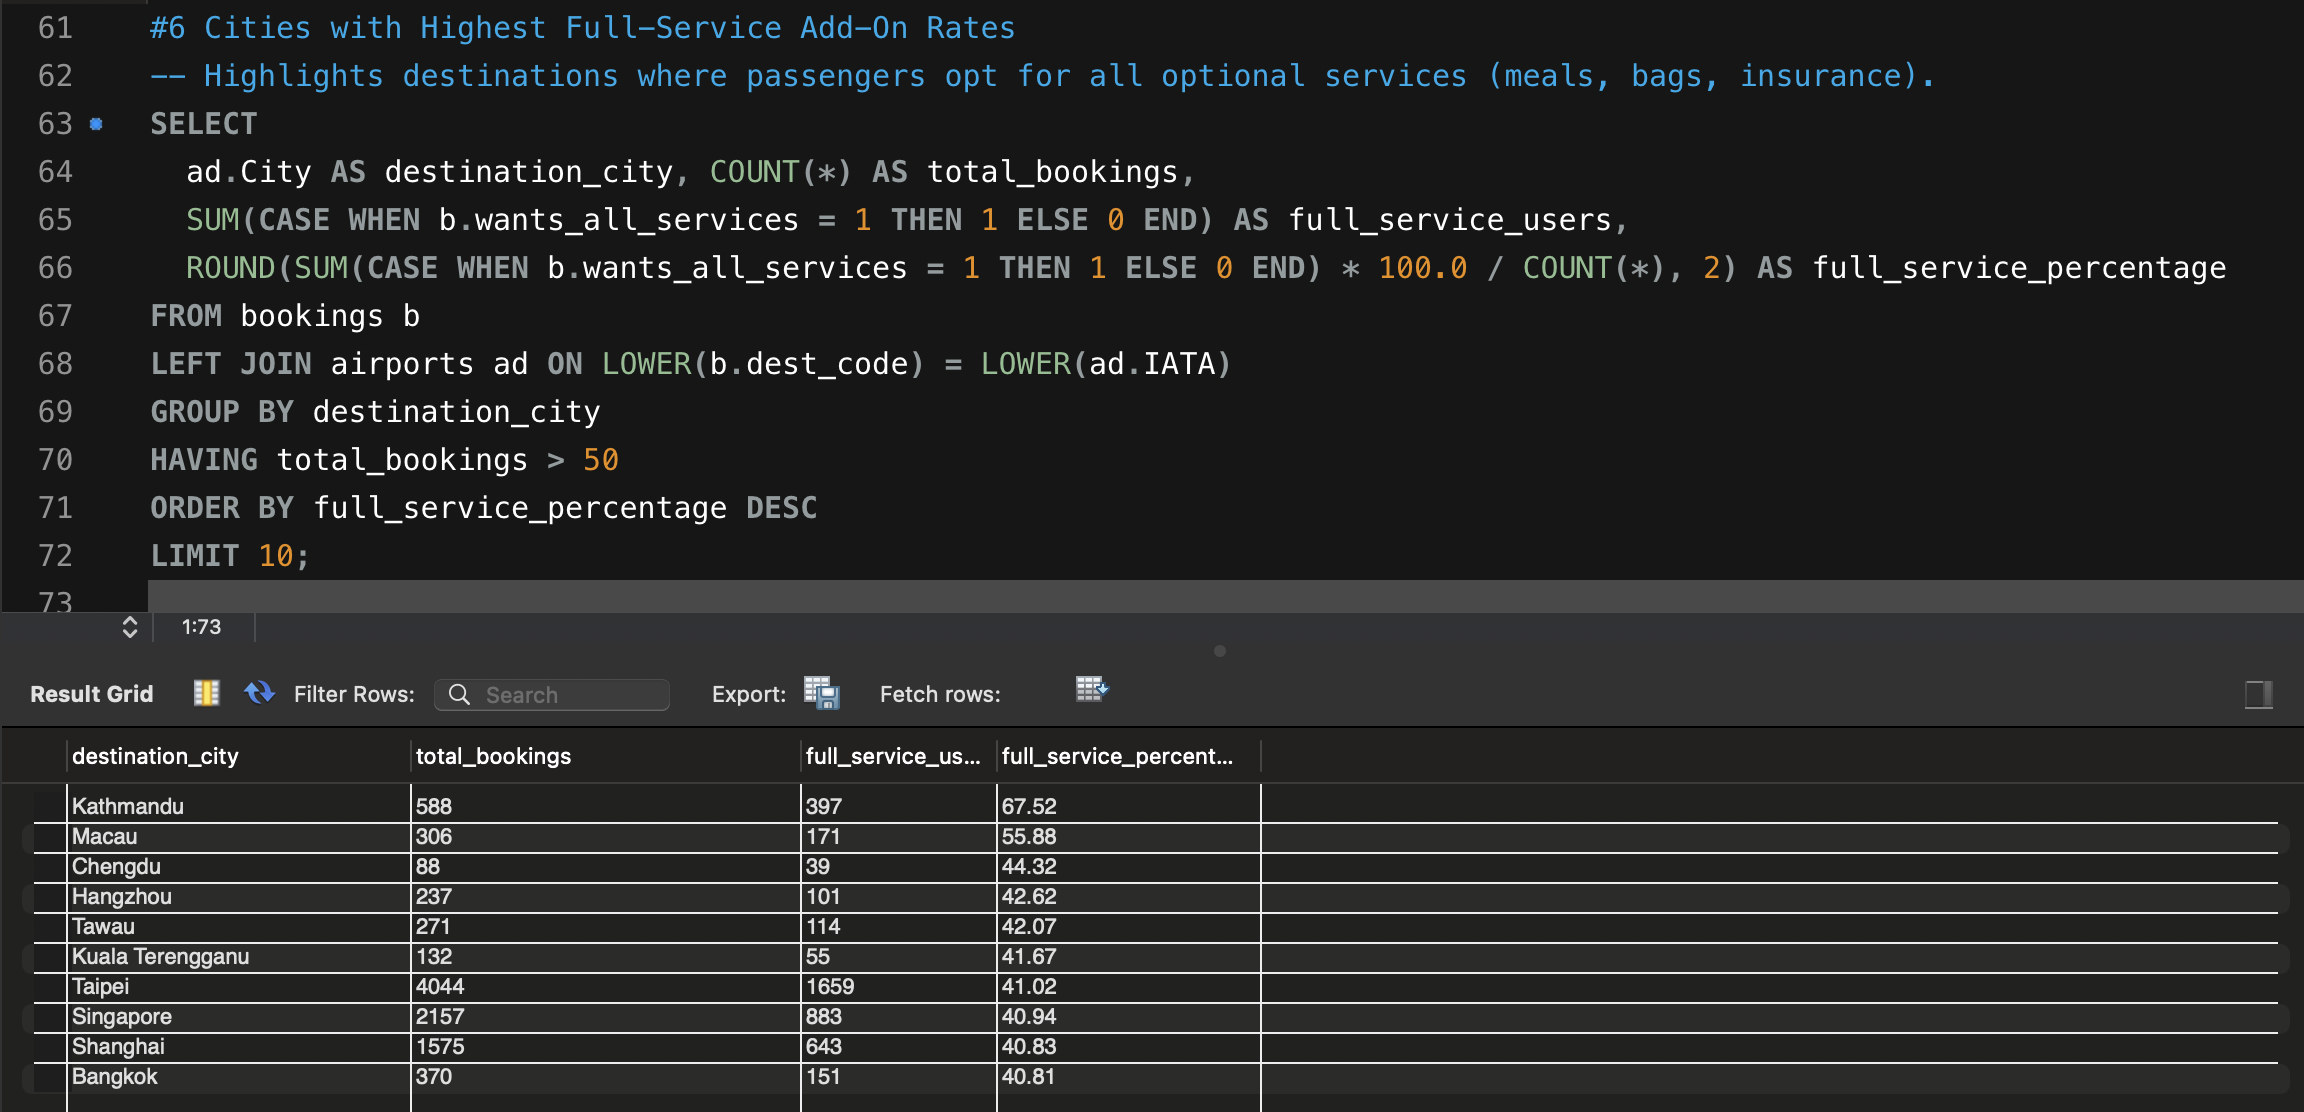 61 #6 Cities with Highest Full-Service Add-On Rates
62 -- Highlights destinations where passengers opt for all optional services (meals, bags, insurance).
63 SELECT
64 ad.City AS destination_city, COUNT(*) AS total_bookings,
65 SUM(CASE WHEN b.wants_all_services = 1 THEN 1 ELSE 0 END) AS full_service_users,
66 ROUND(SUM(CASE WHEN b.wants_all_services = 1 THEN 1 ELSE 0 END) * 100.0 / COUNT(*), 2) AS full_service_percentage
67 FROM bookings b
68 LEFT JOIN airports ad ON LOWER(b.dest_code) = LOWER(ad.IATA)
69 GROUP BY destination_city
70 HAVING total_bookings > 50
71 ORDER BY full_service_percentage DESC
72 LIMIT 10;
73
1:73
Result Grid Filter Rows: Search Export: Fetch rows:
destination_city total_bookings full_service_us... full_service_percent...
Kathmandu 588 397 67.52
Macau 306 171 55.88
Chengdu 88 39 44.32
Hangzhou 237 101 42.62
Tawau 271 114 42.07
Kuala Terengganu 132 55 41.67
Taipei 4044 1659 41.02
Singapore 2157 883 40.94
Shanghai 1575 643 40.83
Bangkok 370 151 40.81